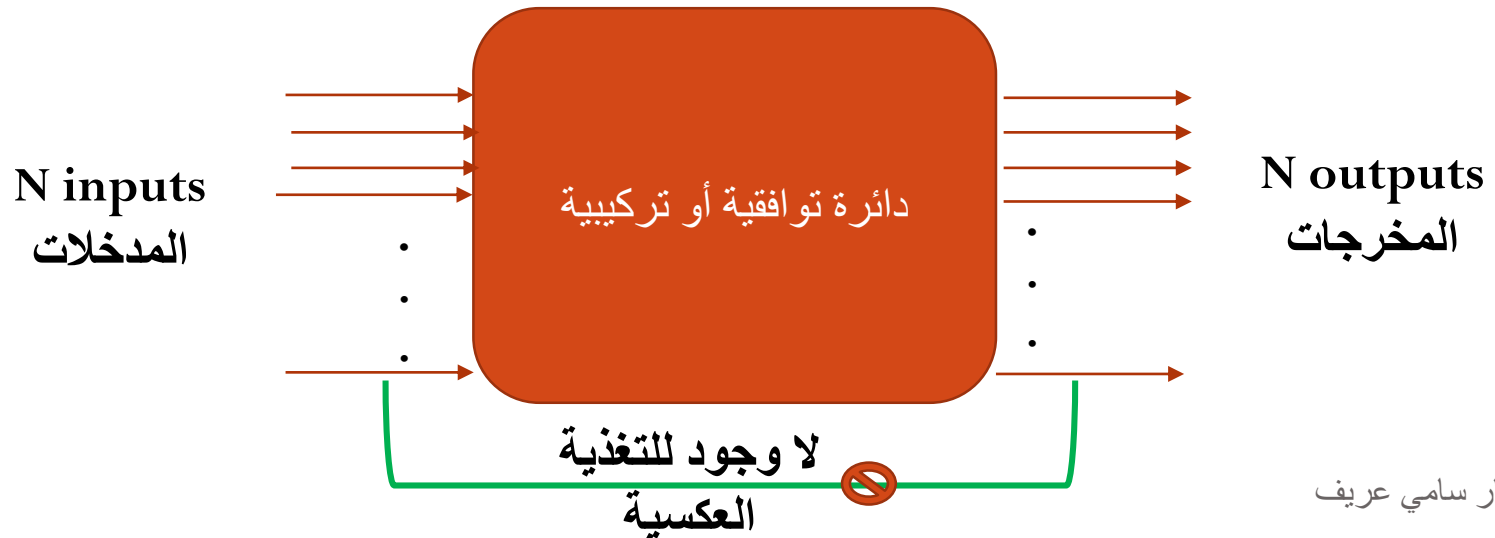 N inputs
المدخلات
دائرة توافقية أو تركيبية
N outputs
المخرجات
لا وجود للتغذية
العكسية
سامي عريف